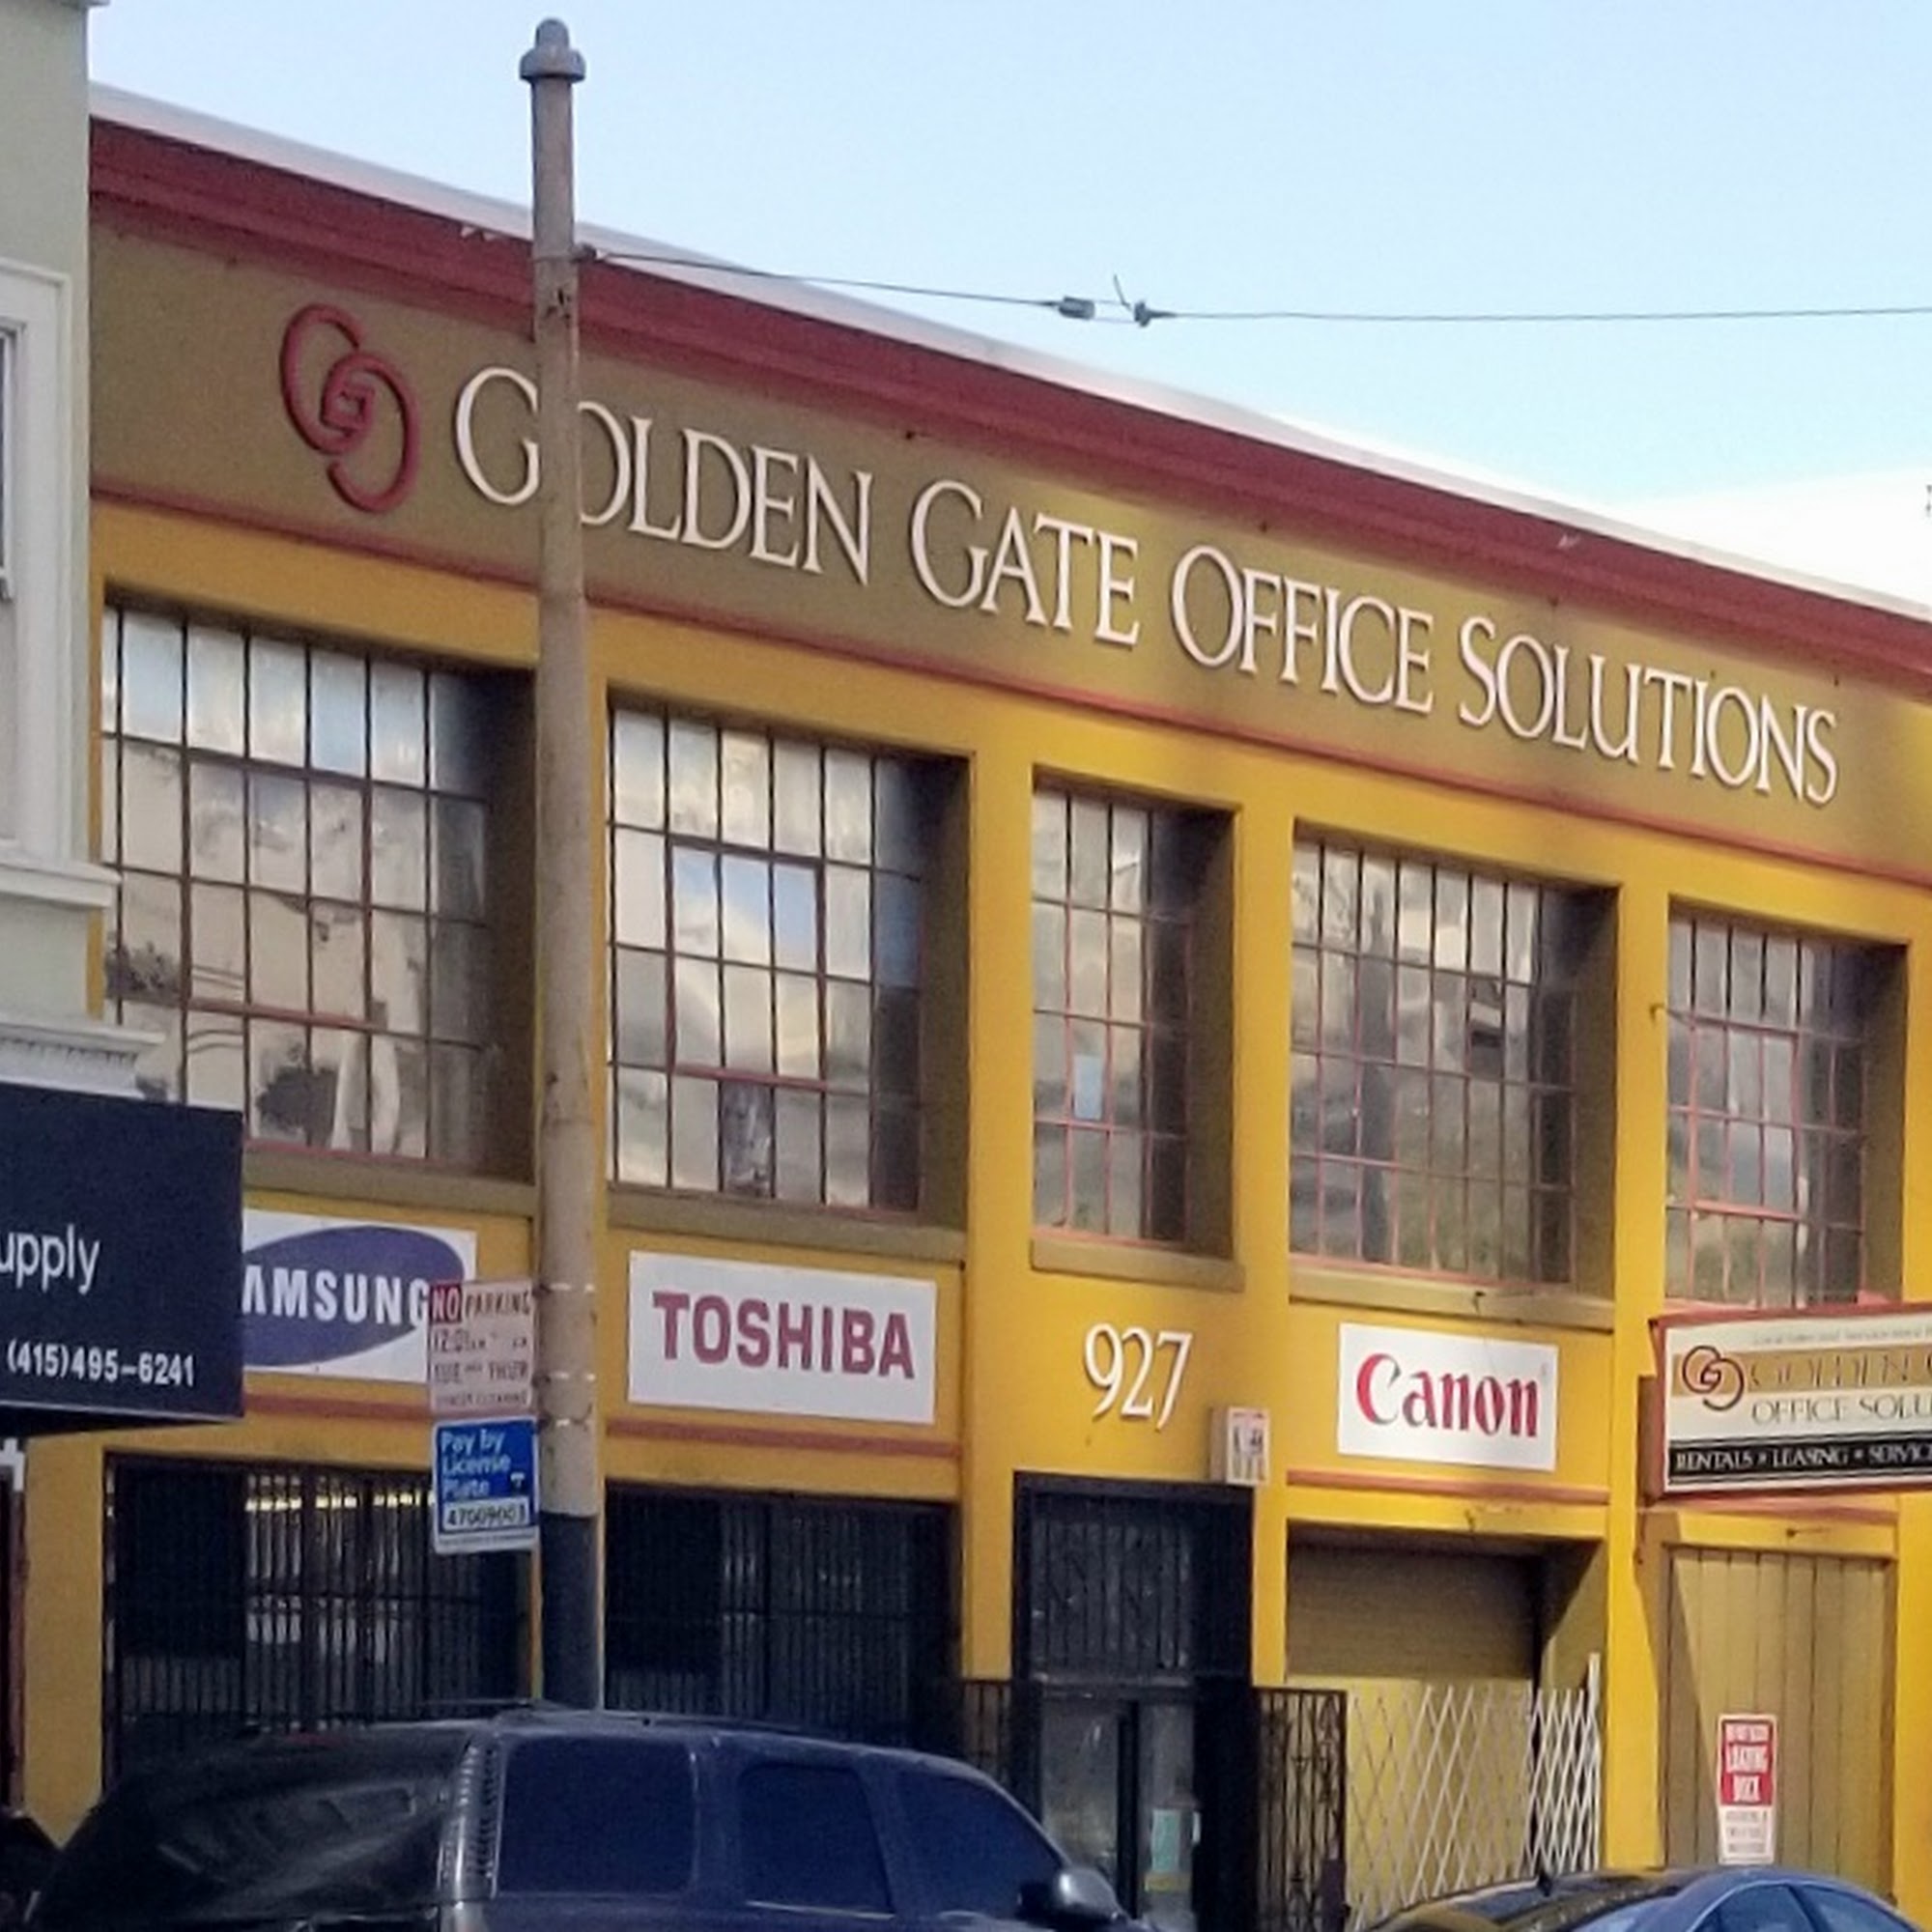 GOLDEN GATE OFFICE SOLUTIONS
upply
(415)495-6241
AMSUNG
NO PARKING
TOSHIBA
927
Canon
OFFICE SOLU
RENTALS • LEASING • SERVIC
Pay by
License
Plate